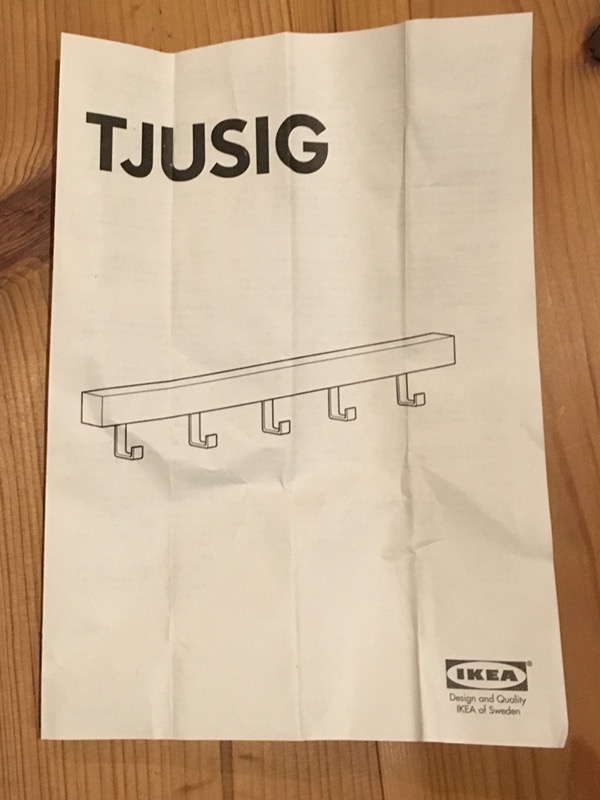 TJUSIG
IKEA®
Design and Quality
IKEA of Sweden